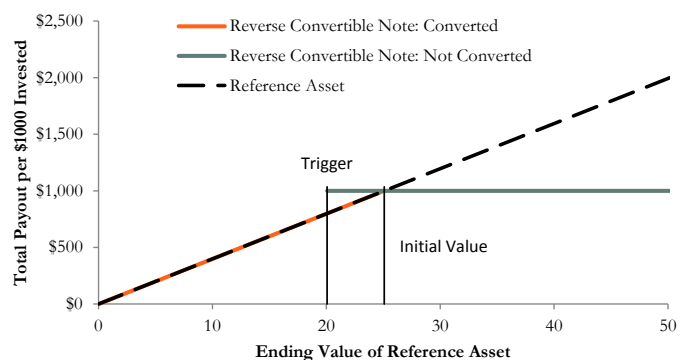 $2,500
$2,000
$1,500
$1,000
$500
$0
Total Payout per $1000 Invested
Reverse Convertible Note: Converted
Reverse Convertible Note: Not Converted
Reference Asset
Trigger
Initial Value
0 10 20 30 40 50
Ending Value of Reference Asset